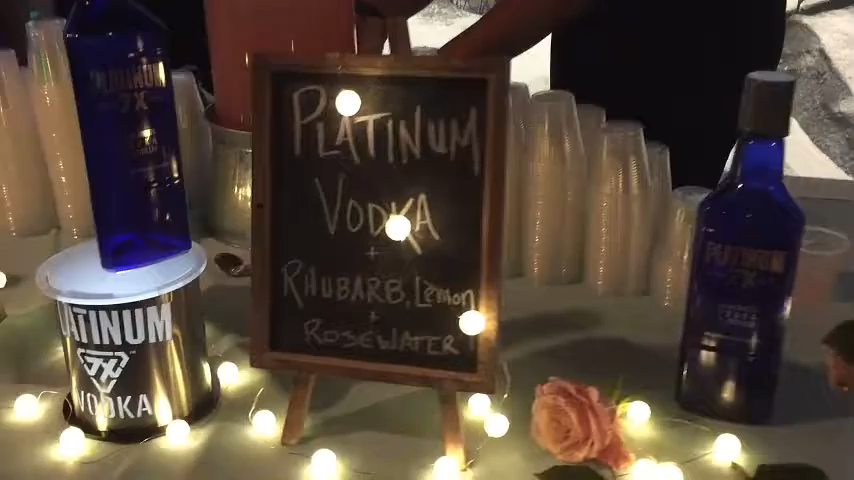 PLATINUM
7X
PLATINUM
VODKA
+
RHUBARB, Lemon
+
ROSEWATER
PLATINUM
7X
PLATINUM
7X
VODKA